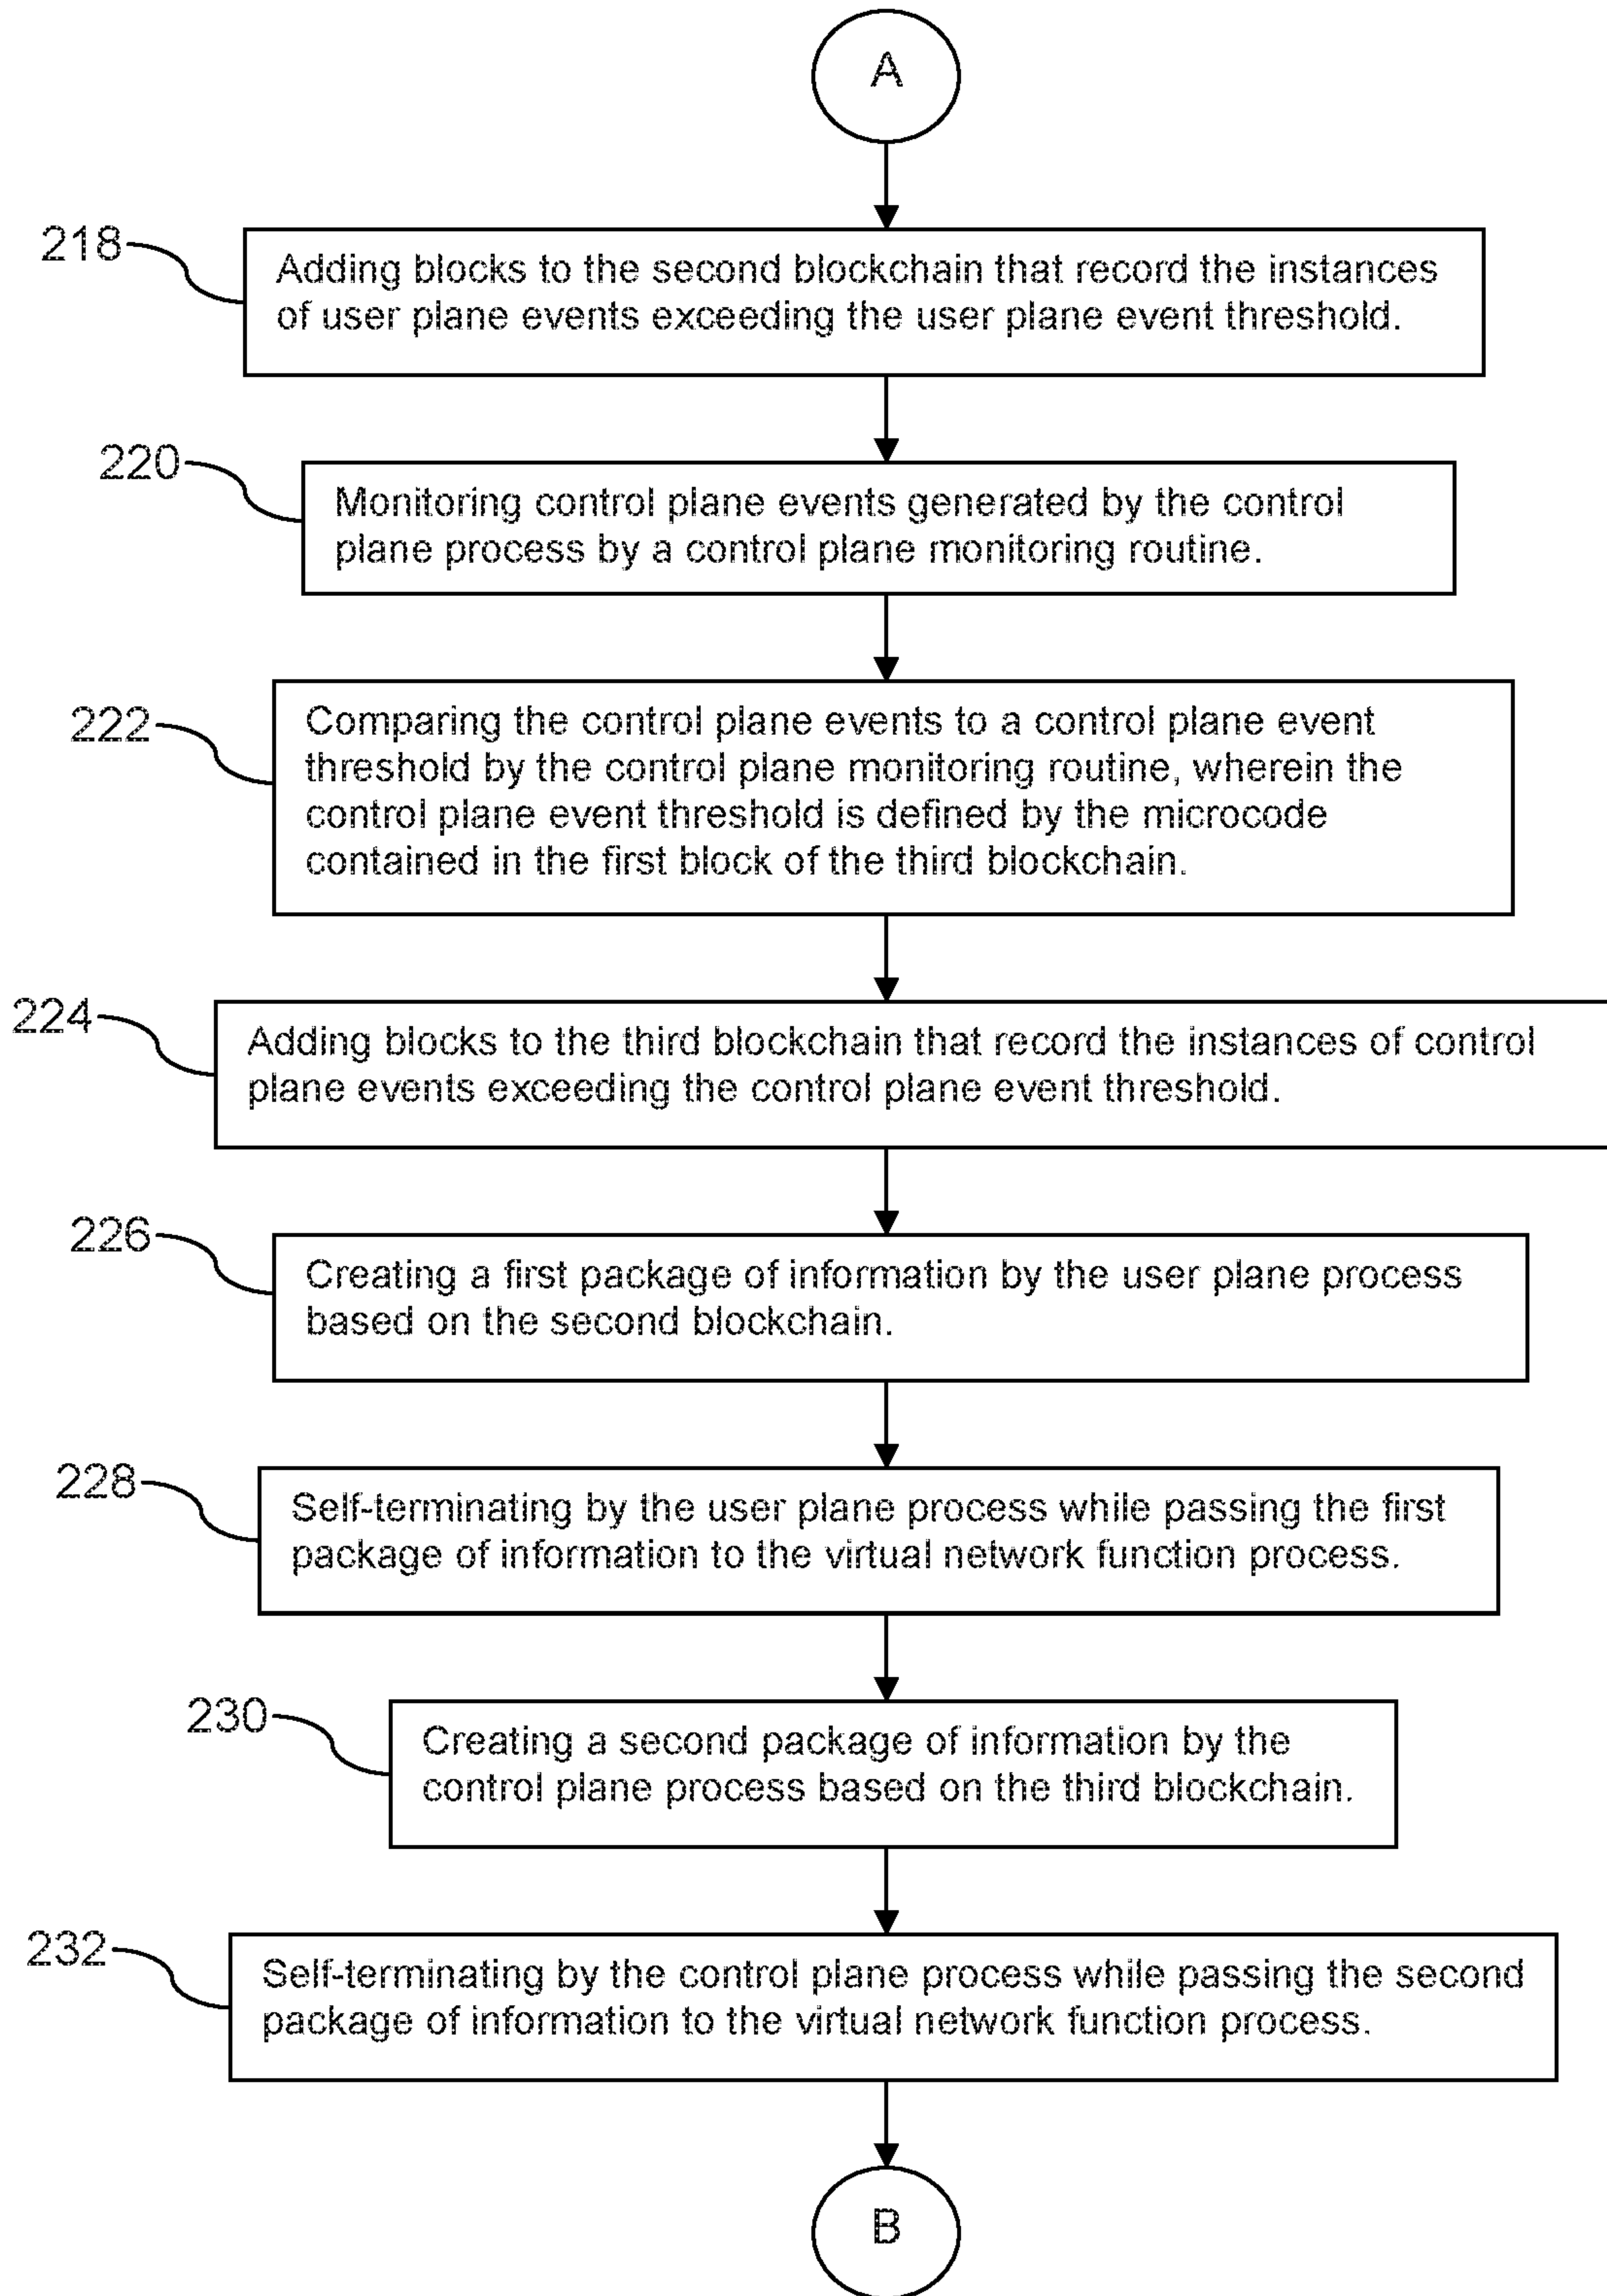 A
218
Adding blocks to the second blockchain that record the instances
of user plane events exceeding the user plane event threshold.
220
Monitoring control plane events generated by the control
plane process by a control plane monitoring routine.
222
Comparing the control plane events to a control plane event
threshold by the control plane monitoring routine, wherein the
control plane event threshold is defined by the microcode
contained in the first block of the third blockchain.
224
Adding blocks to the third blockchain that record the instances of control
plane events exceeding the control plane event threshold.
226
Creating a first package of information by the user plane process
based on the second blockchain.
228
Self-terminating by the user plane process while passing the first
package of information to the virtual network function process.
230
Creating a second package of information by the
control plane process based on the third blockchain.
232
Self-terminating by the control plane process while passing the second
package of information to the virtual network function process.
B